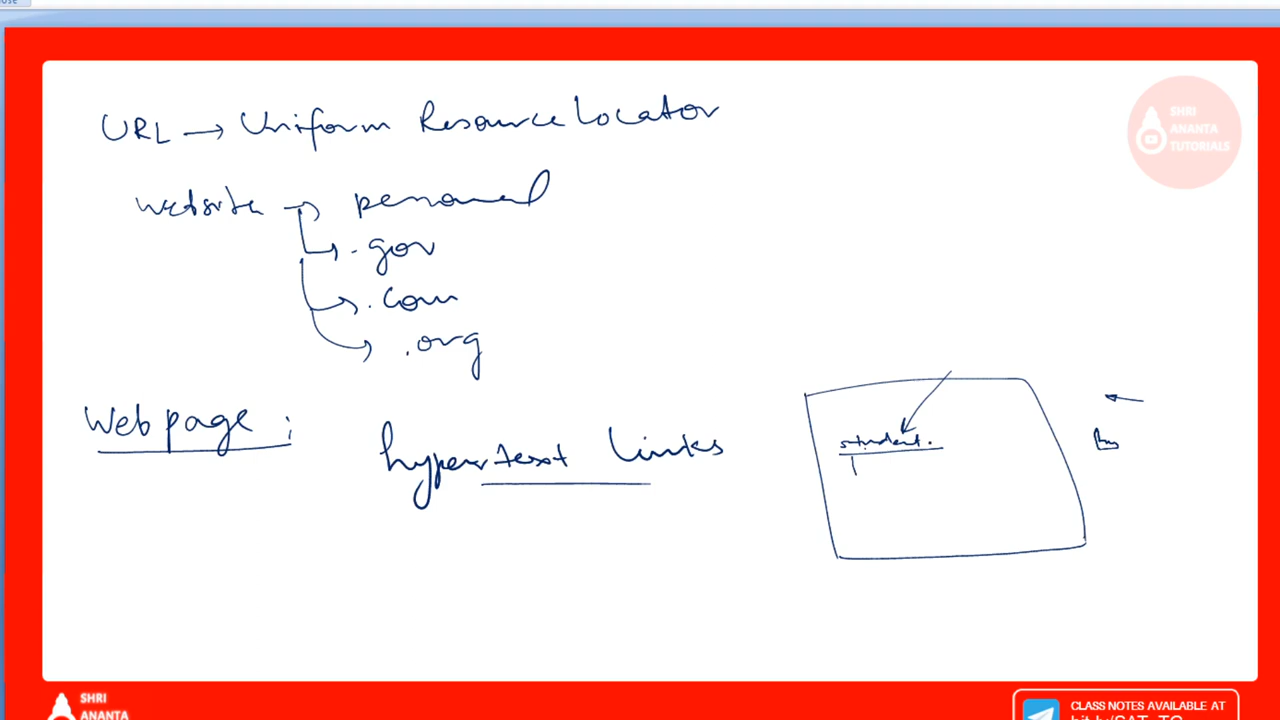 URL → Uniform Resource Locator
website → personal
.gov
.com
.org
Webpage :
hypertext links
student.
SHRI
ANANTA
TUTORIALS
SHRI
ANANTA
CLASS NOTES AVAILABLE AT